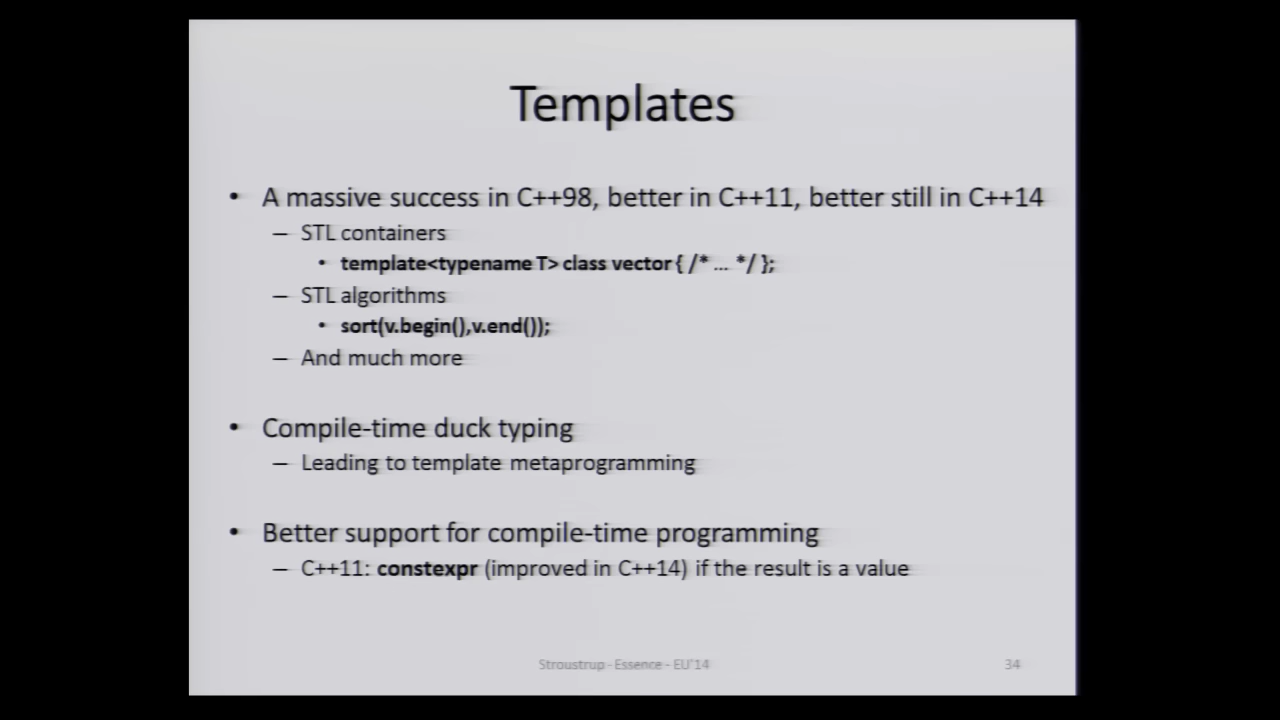 Templates
• A massive success in C++98, better in C++11, better still in C++14
– STL containers
• template<typename T> class vector { /* … */ };
– STL algorithms
• sort(v.begin(),v.end());
– And much more
• Compile-time duck typing
– Leading to template metaprogramming
• Better support for compile-time programming
– C++11: constexpr (improved in C++14) if the result is a value
Stroustrup - Essence - EU'14
34